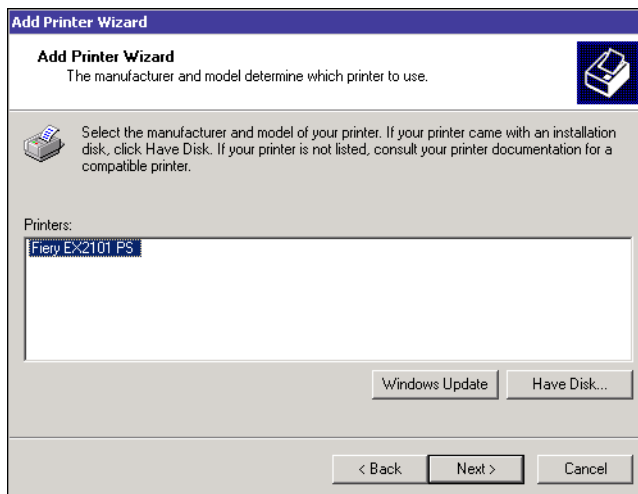 Add Printer Wizard
Add Printer Wizard
The manufacturer and model determine which printer to use.
Select the manufacturer and model of your printer. If your printer came with an installation
disk, click Have Disk. If your printer is not listed, consult your printer documentation for a
compatible printer.
Printers:
Fiery EX2101 PS
Windows Update
Have Disk...
< Back
Next >
Cancel